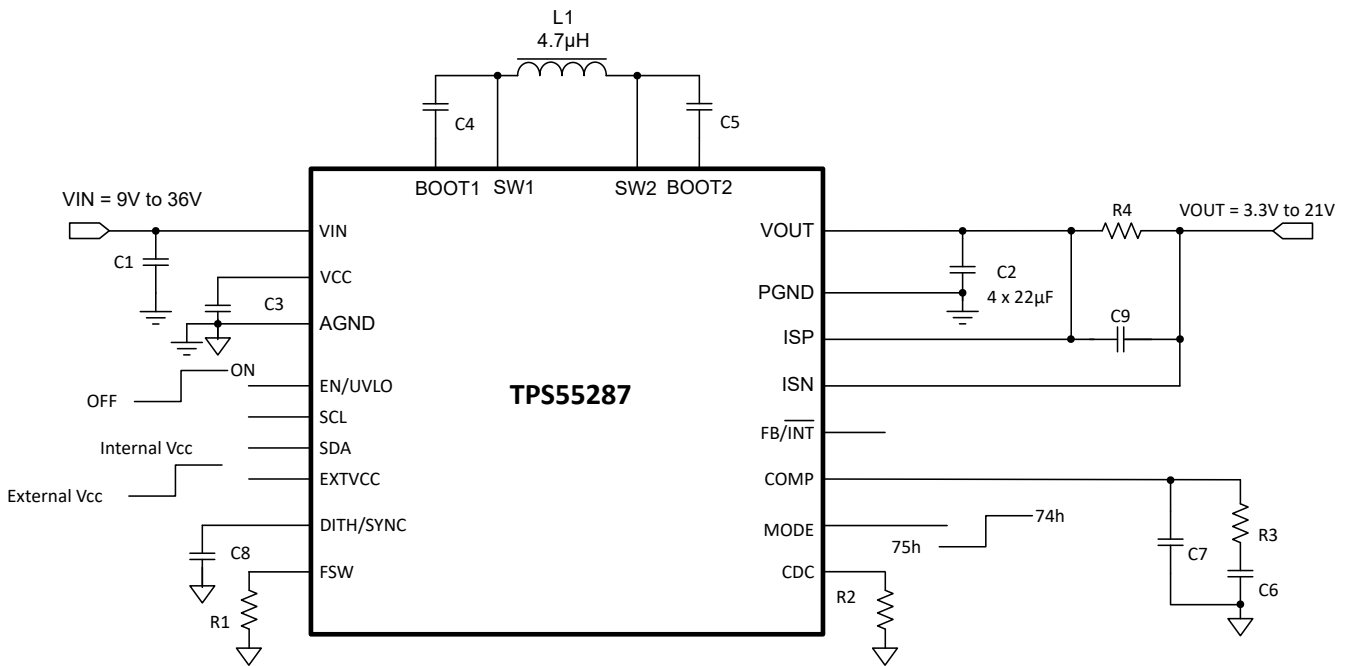 L1
4.7µH
C4
C5
BOOT1 SW1
SW2 BOOT2
VIN = 9V to 36V
C1
VIN
VCC
C3
AGND
ON
OFF
EN/UVLO
SCL
Internal Vcc
SDA
External Vcc
EXTVCC
DITH/SYNC
C8
FSW
R1
TPS55287
VOUT
R4
VOUT = 3.3V to 21V
C2
4 x 22µF
PGND
C9
ISP
ISN
FB/INT
COMP
MODE
74h
75h
R3
C7
C6
CDC
R2